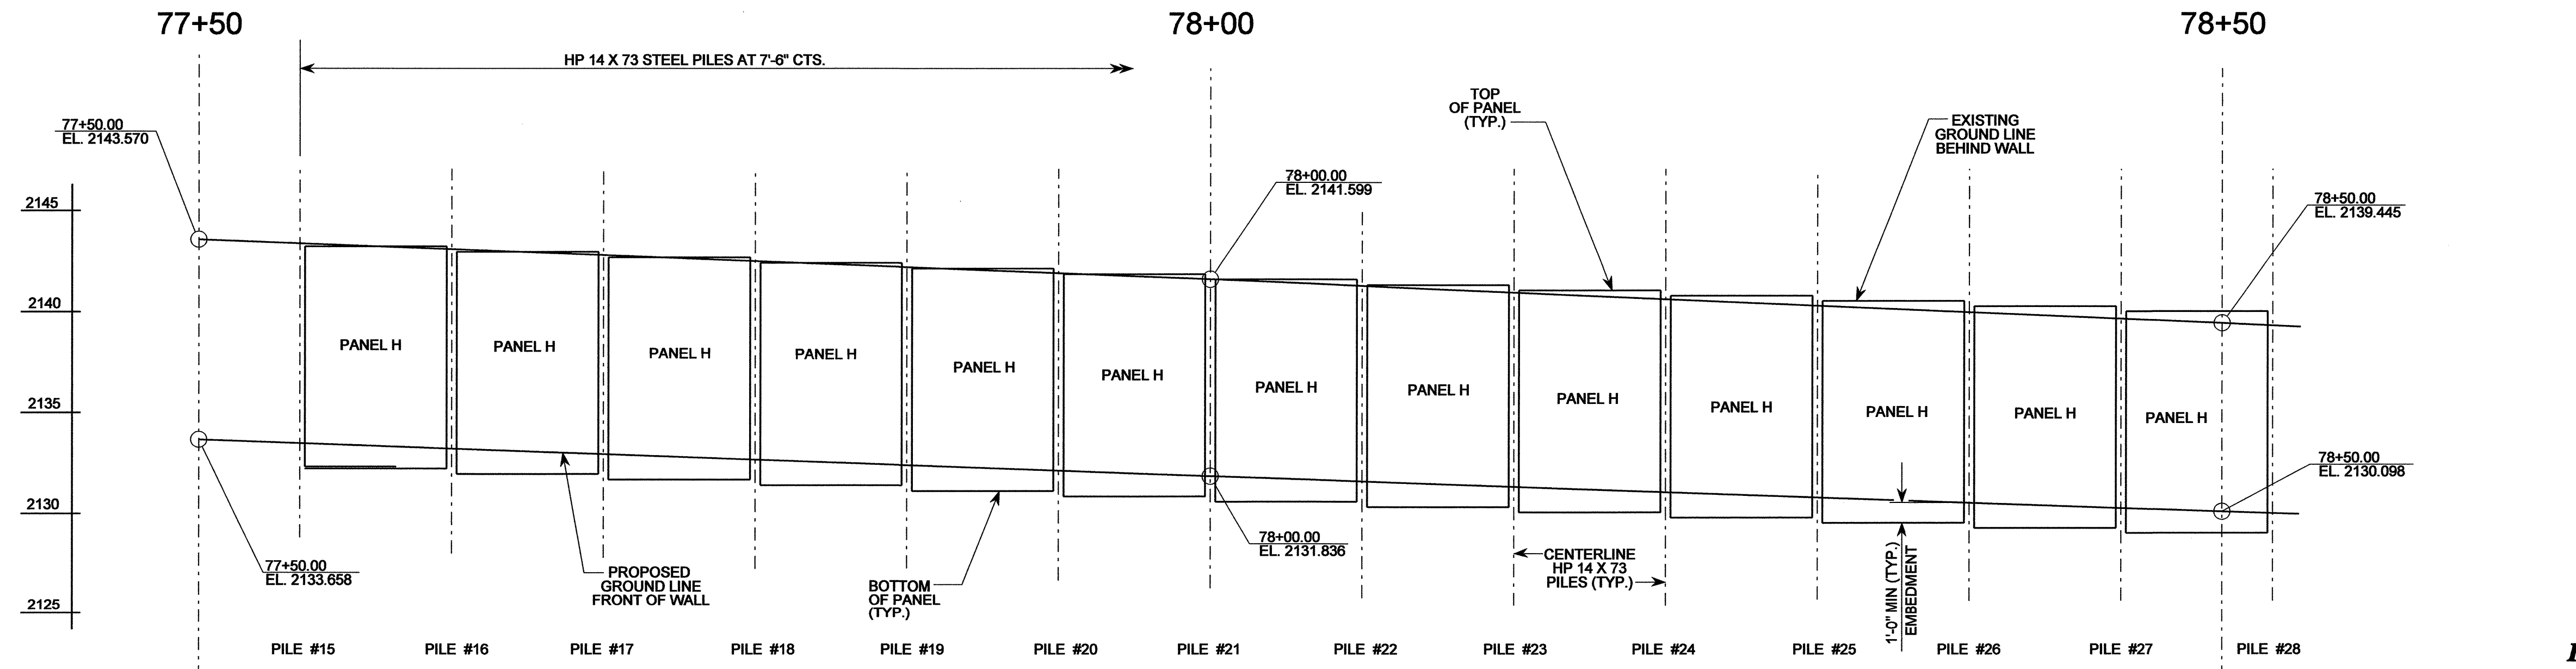 77+50
78+00
78+50
HP 14 X 73 STEEL PILES AT 7'-6" CTS.
77+50.00
EL. 2143.570
TOP
OF PANEL
(TYP.)
EXISTING
GROUND LINE
BEHIND WALL
78+00.00
EL. 2141.599
78+50.00
EL. 2139.445
2145
2140
2135
2130
2125
PANEL H
PANEL H
PANEL H
PANEL H
PANEL H
PANEL H
PANEL H
PANEL H
PANEL H
PANEL H
PANEL H
PANEL H
PANEL H
78+50.00
EL. 2130.098
77+50.00
EL. 2133.658
PROPOSED
GROUND LINE
FRONT OF WALL
BOTTOM
OF PANEL
(TYP.)
78+00.00
EL. 2131.836
CENTERLINE
HP 14 X 73
PILES (TYP.)
1'-0" MIN (TYP.)
EMBEDMENT
PILE #15
PILE #16
PILE #17
PILE #18
PILE #19
PILE #20
PILE #21
PILE #22
PILE #23
PILE #24
PILE #25
PILE #26
PILE #27
PILE #28